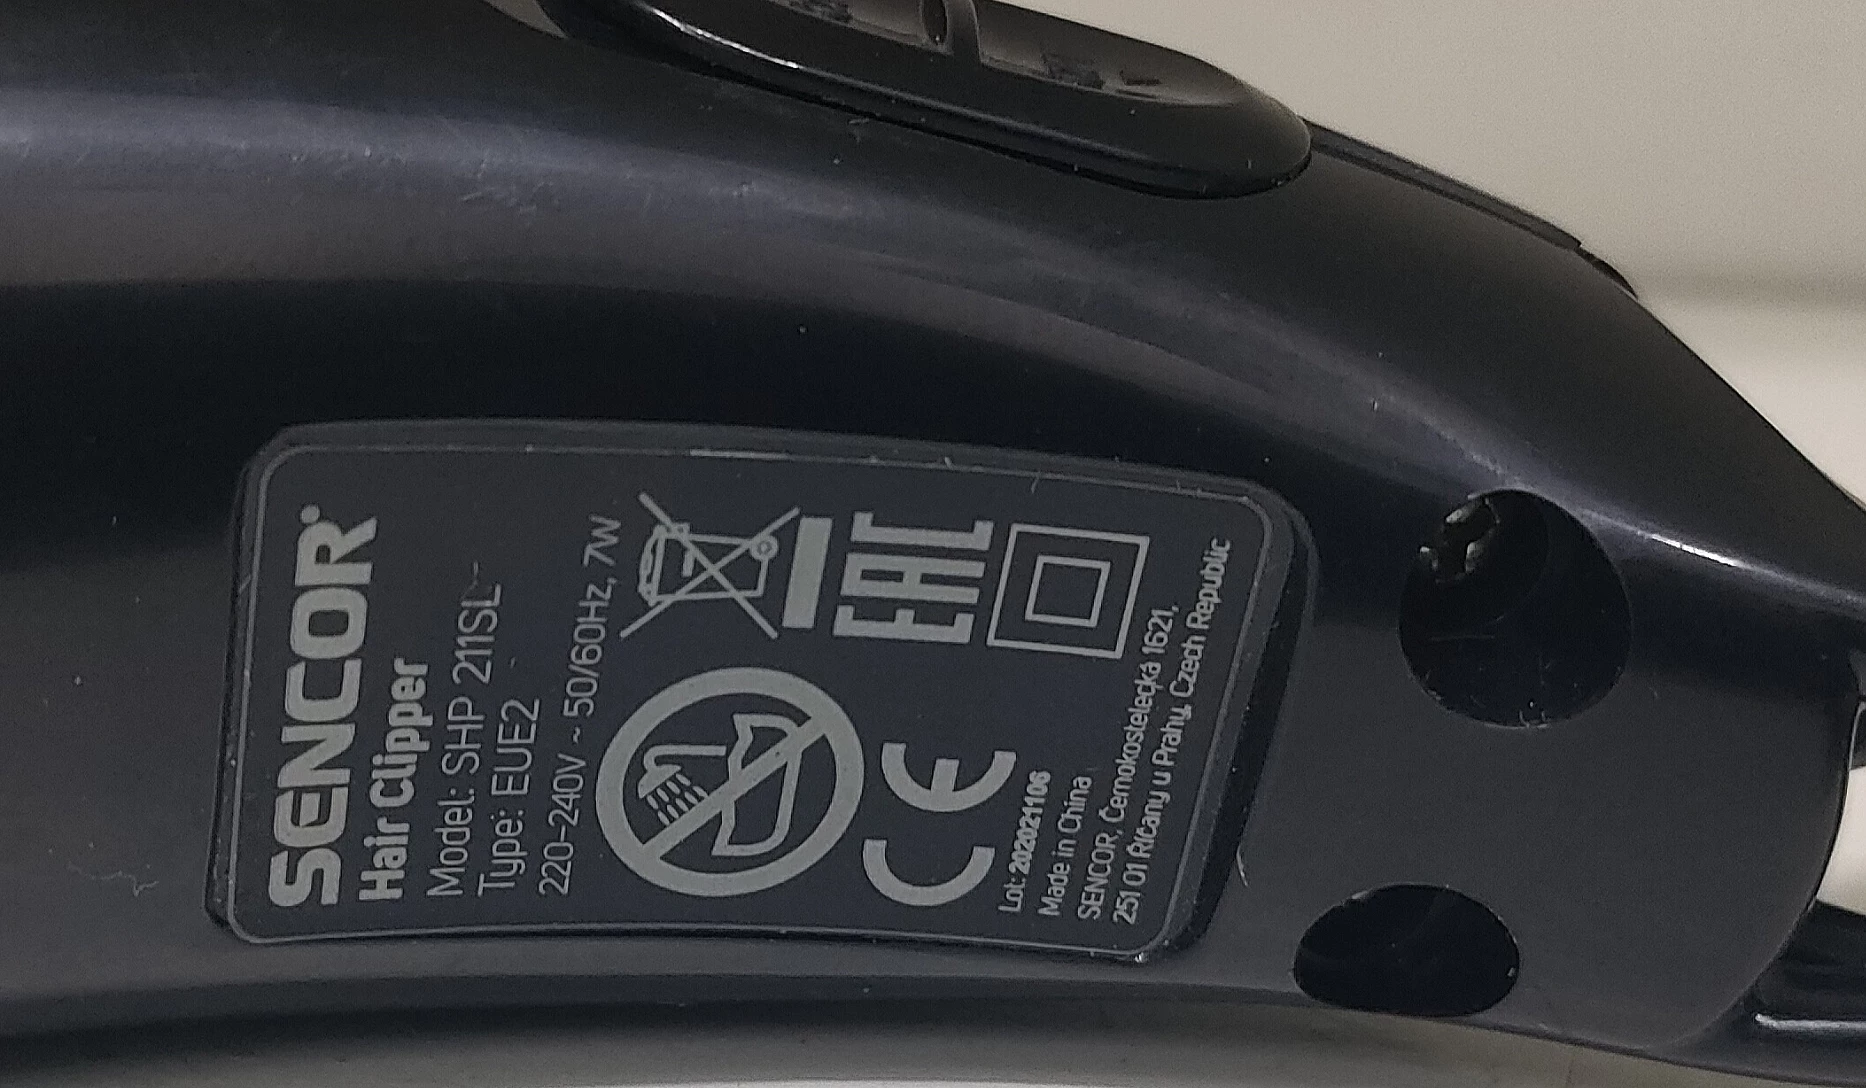 SENCOR
Hair Clipper
Model: SHP 211SL
Type: EUE2
220-240V ~ 50/60Hz, 7W
EAC
CE
Lot: 202021106
Made in China
SENCOR, Černokostelecká 1621,
251 01 Říčany u Prahy, Czech Republic